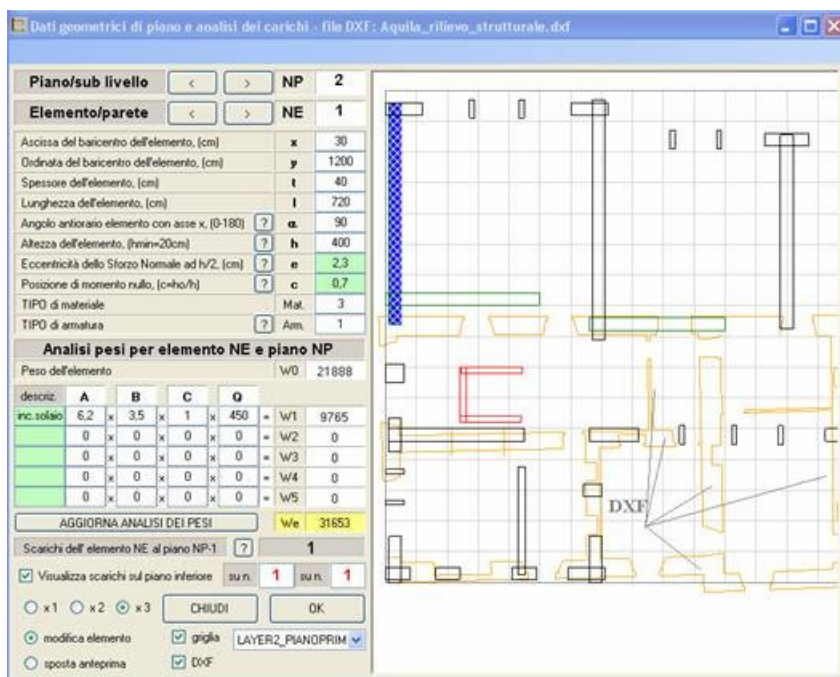 Dati geometrici di piano e analisi dei carichi - file DXF: Aquila_rilievo_strutturale.dxf
Piano/sub livello < > NP 2
Elemento/parete < > NE 1
Ascissa del baricentro dell'elemento, (cm) x 30
Ordinata del baricentro dell'elemento, (cm) y 1200
Spessore dell'elemento, (cm) t 40
Lunghezza dell'elemento, (cm) l 720
Angolo antiorario elemento con asse x, (0-180) ? α 90
Altezza dell'elemento, (hmin=20cm) ? h 400
Eccentricità dello Sforzo Normale ad h/2, (cm) ? e 2,3
Posizione di momento nullo, (c=ho/h) ? c 0,7
TIPO di materiale Mat. 3
TIPO di armatura ? Arm. 1
Analisi pesi per elemento NE e piano NP
Peso dell'elemento W0 21888
descriz. A B C Q
inc.solaio 6,2 x 3,5 x 1 x 450 = W1 9765
0 x 0 x 0 x 0 = W2 0
0 x 0 x 0 x 0 = W3 0
0 x 0 x 0 x 0 = W4 0
0 x 0 x 0 x 0 = W5 0
AGGIORNA ANALISI DEI PESI We 31653
Scarichi dell' elemento NE al piano NP-1 ? 1
Visualizza scarichi sul piano inferiore su n. 1 su n. 1
x 1 x 2 x 3 CHIUDI OK
modifica elemento griglia LAYER2_PIANOPRIM
sposta anteprima DXF
DXF